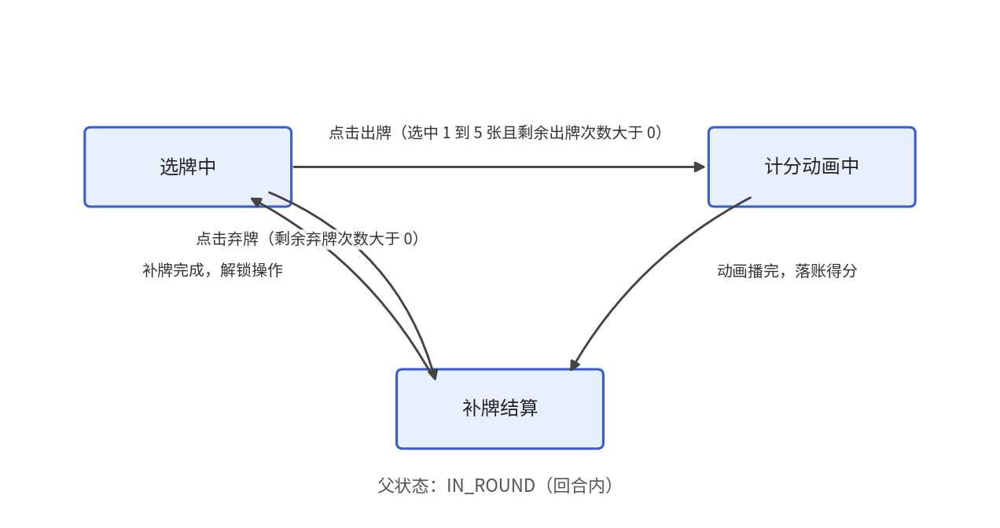 点击出牌（选中 1 到 5 张且剩余出牌次数大于 0）
选牌中
计分动画中
点击弃牌（剩余弃牌次数大于 0）
补牌完成，解锁操作
动画播完，落账得分
补牌结算
父状态：IN_ROUND（回合内）